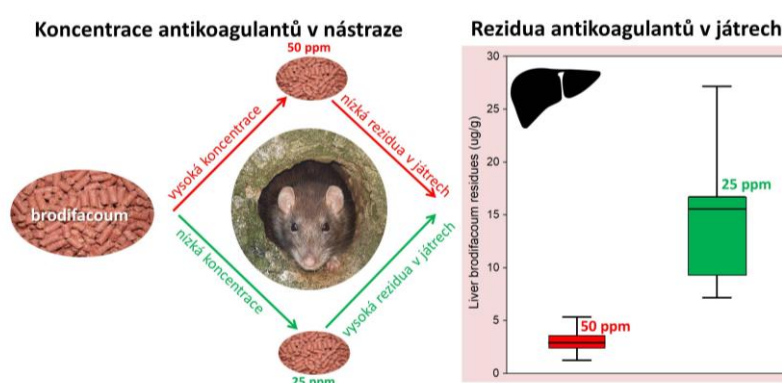 Koncentrace antikoagulantů v nástraze
50 ppm
vysoká koncentrace
nízká rezidua v játrech
brodifacoum
nízká koncentrace
vysoké rezidua v játrech
25 ppm
Rezidua antikoagulantů v játrech
Liver brodifacoum residues (ug/g)
30
25
20
15
10
5
0
25 ppm
50 ppm